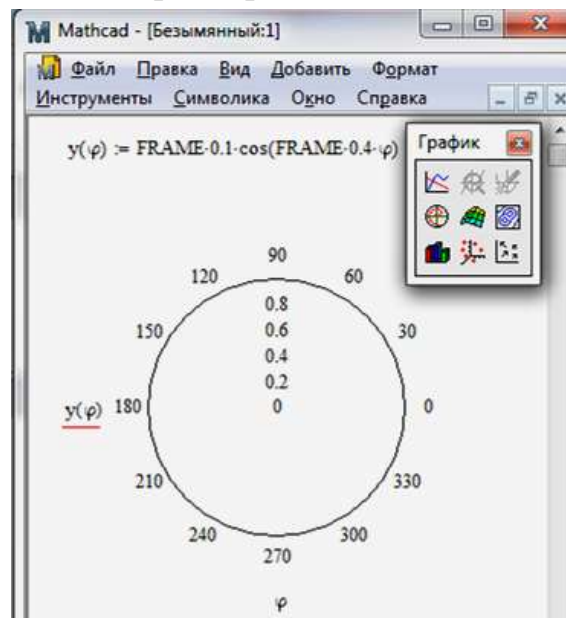 Mathcad - [Безымянный:1]
Файл Правка Вид Добавить Формат
Инструменты Символика Окно Справка
y(φ) := FRAME·0.1·cos(FRAME·0.4·φ)
График
90
120 60
0.8
150 0.6 30
0.4
0.2
y(φ) 180 0 0
210 330
240 300
270
φ